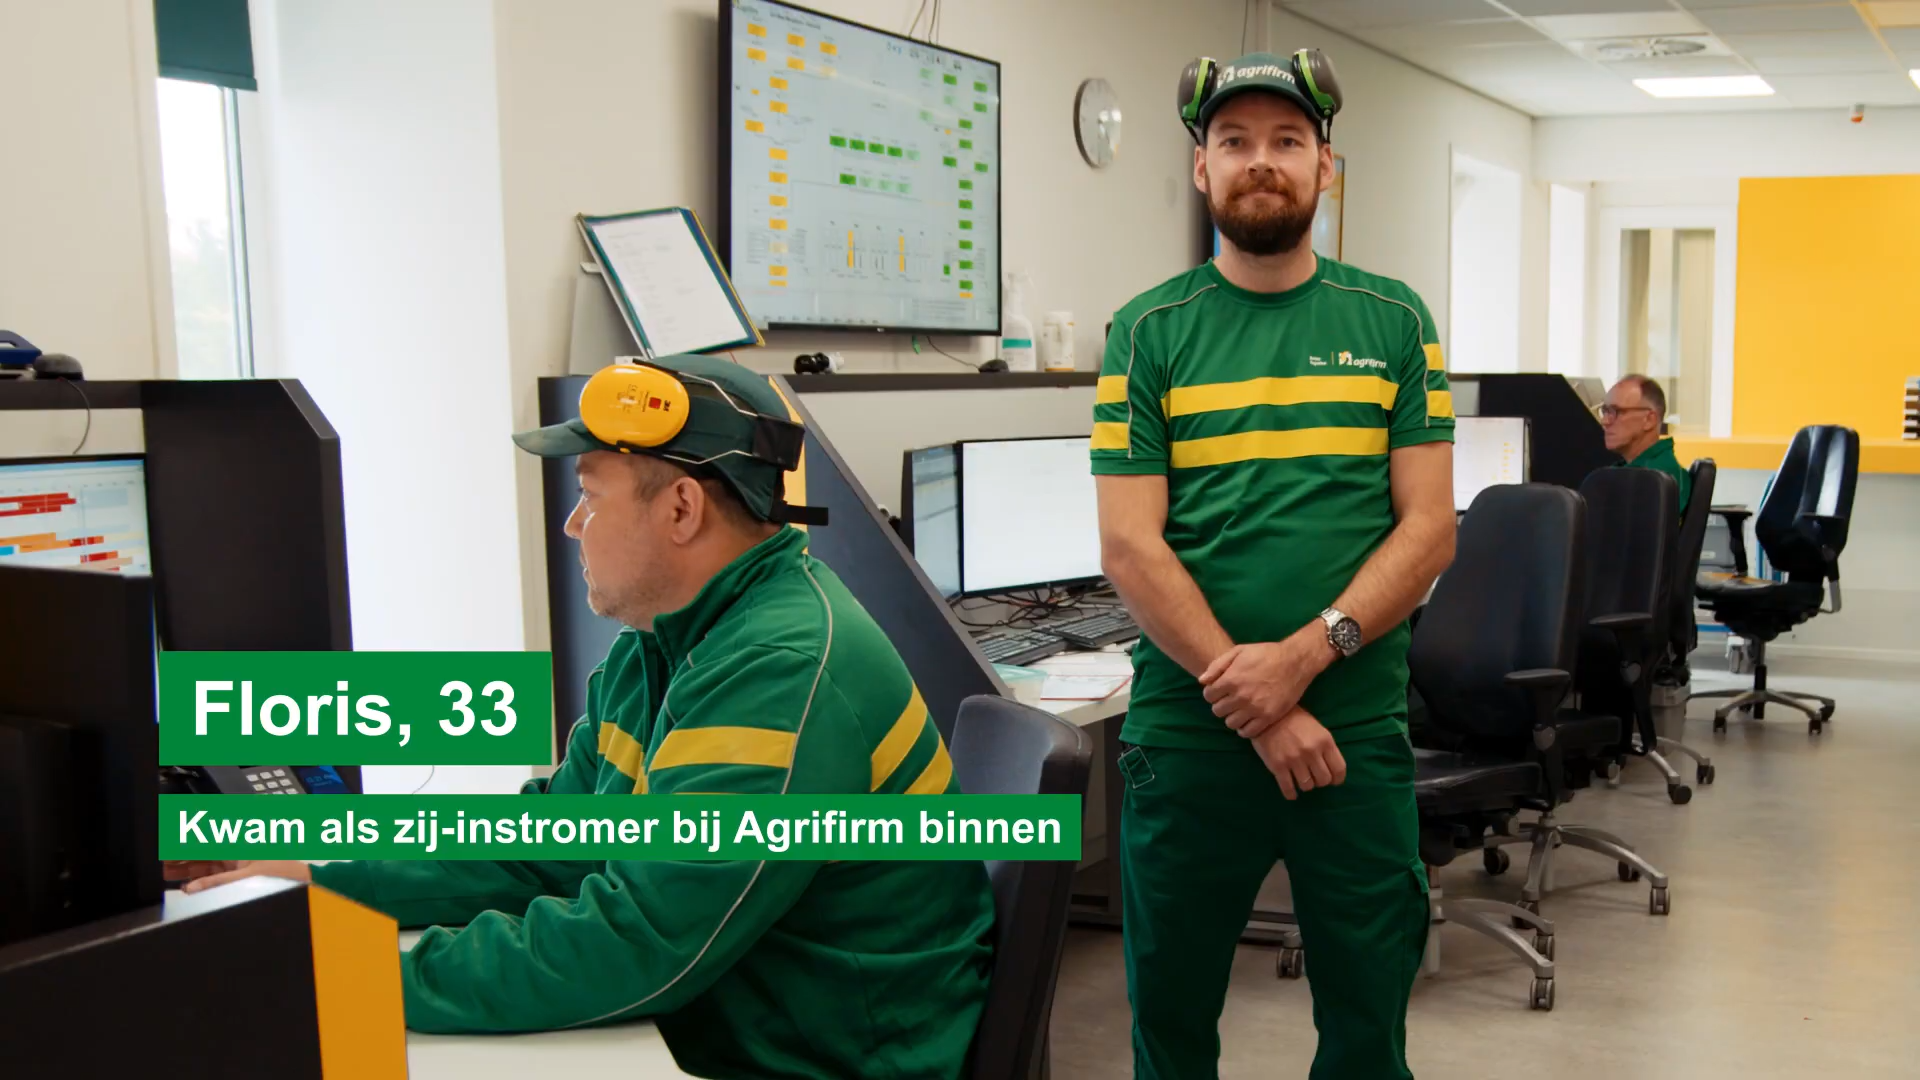 agrifirm
agrifirm
Floris, 33
Kwam als zij-instromer bij Agrifirm binnen